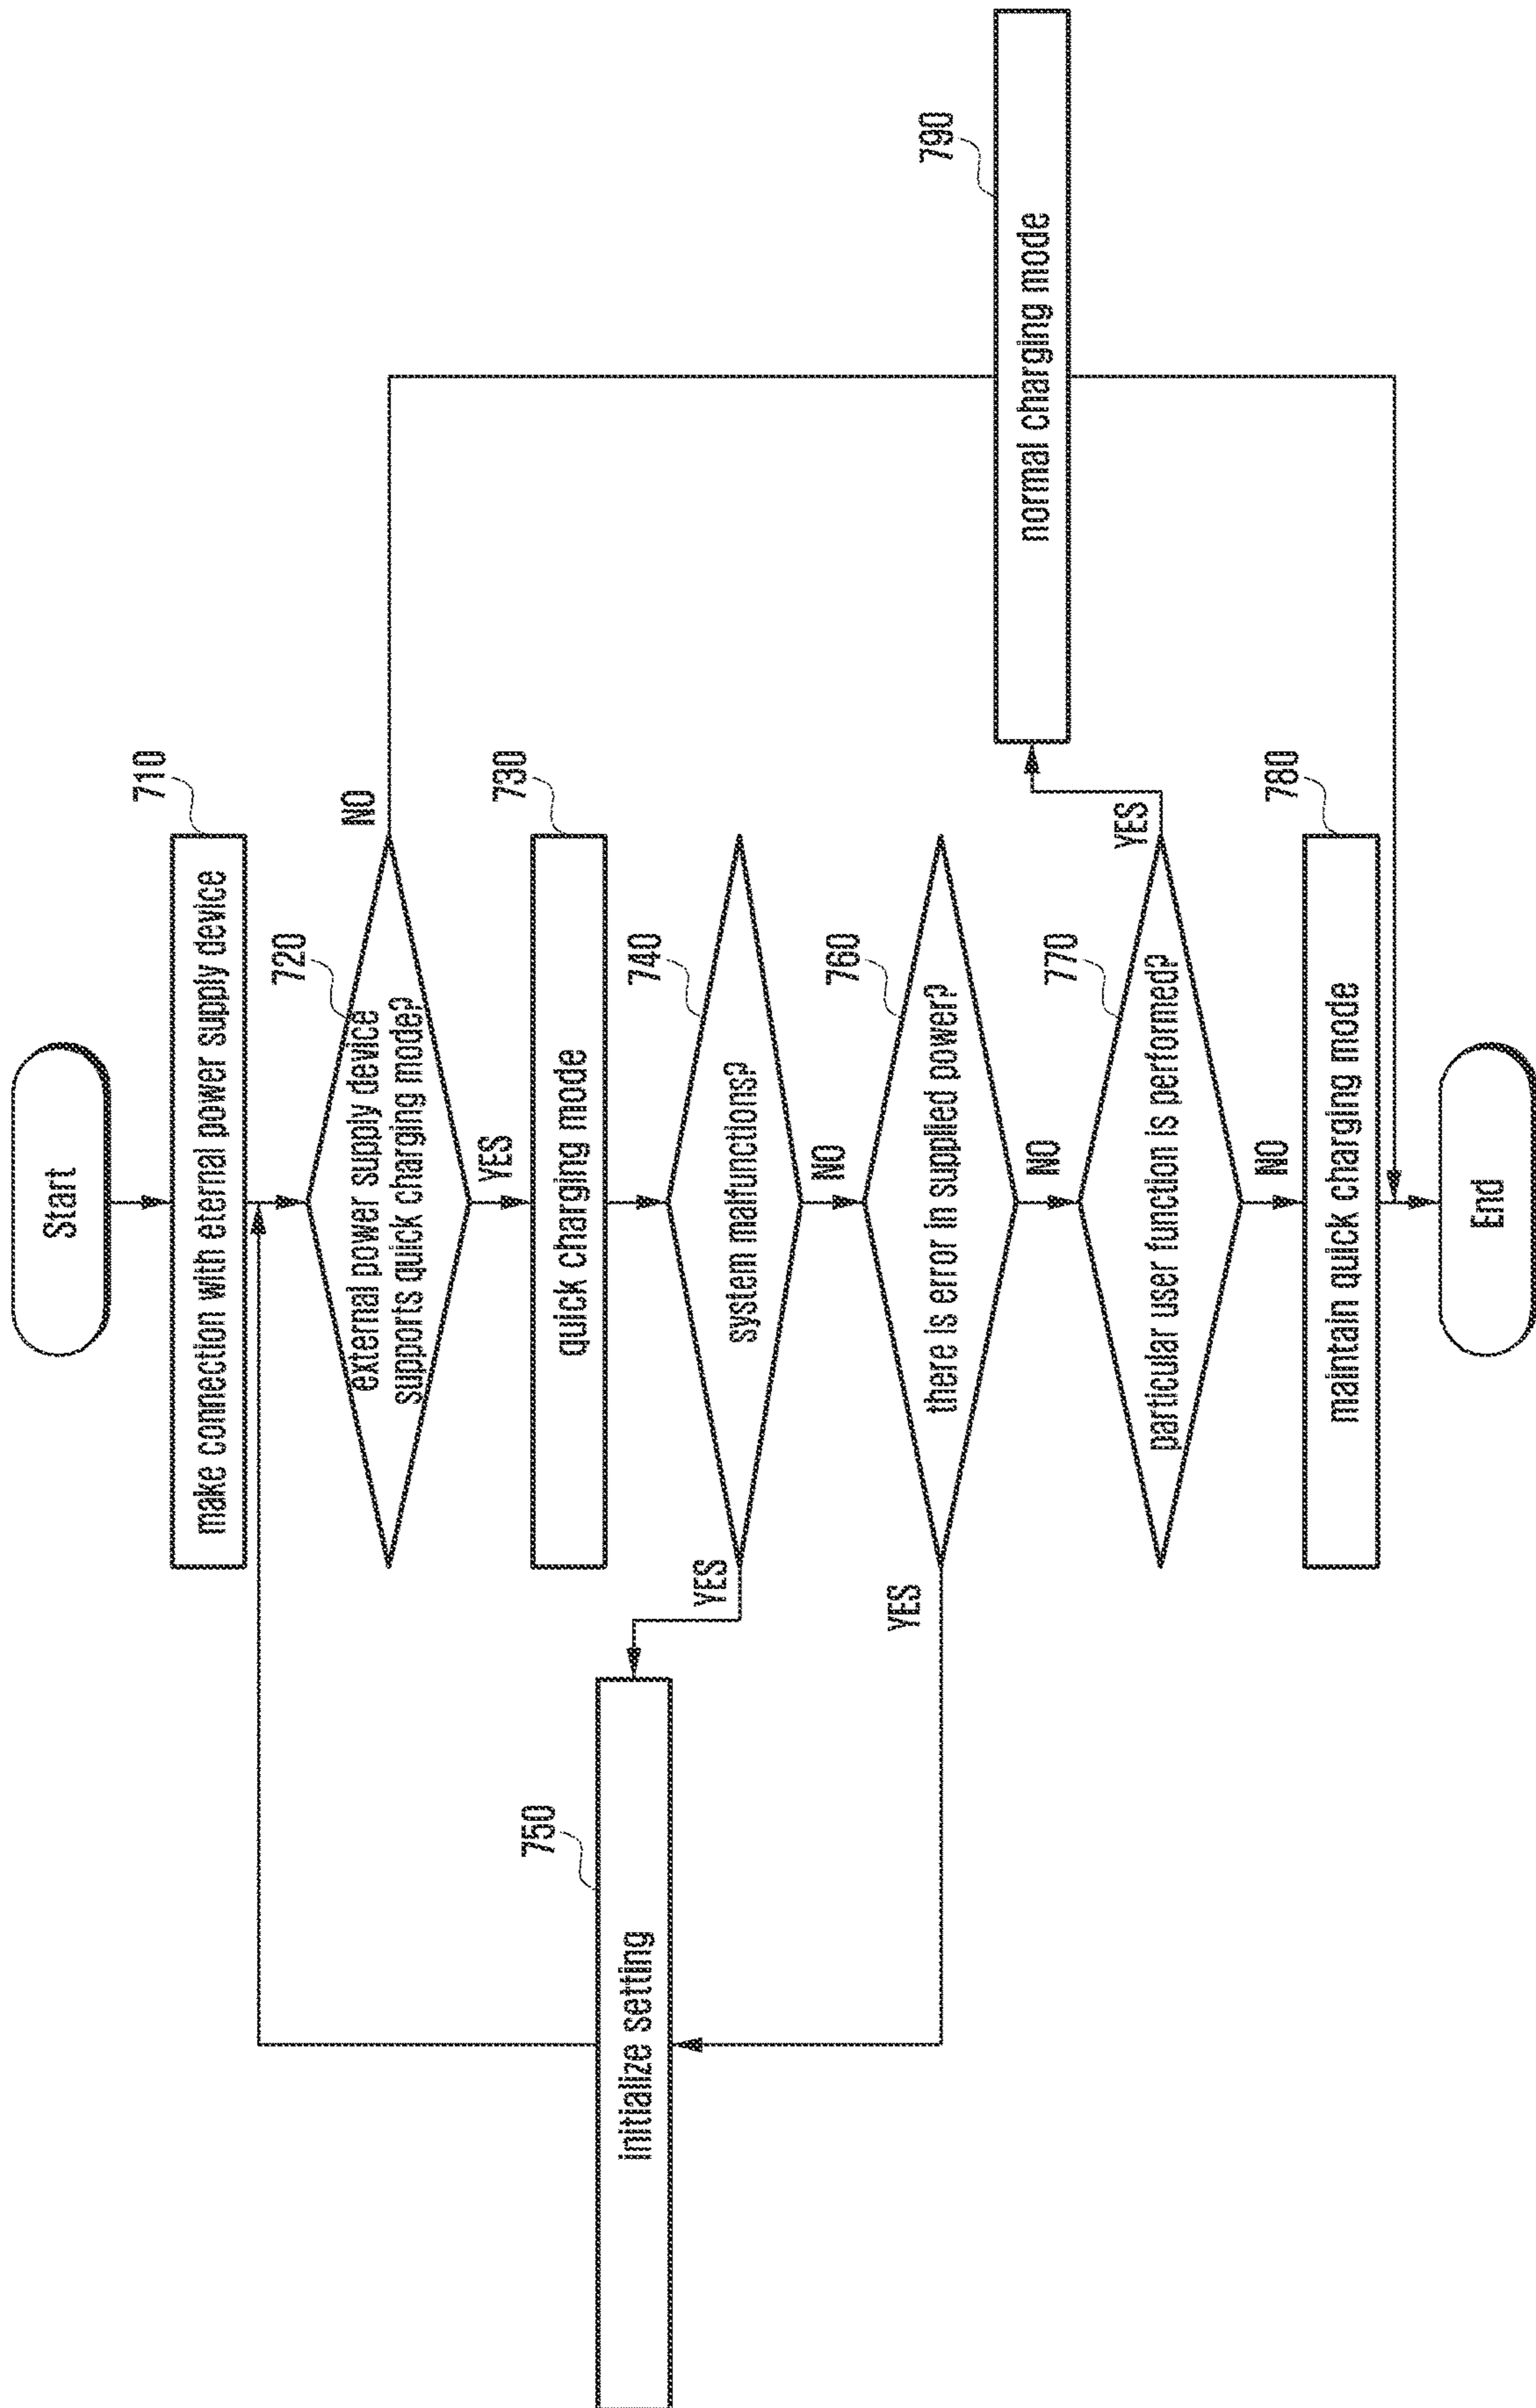 Start
710
make connection with eternal power supply device
720
external power supply device
supports quick charging mode?
NO
YES
730
quick charging mode
740
system malfunctions?
YES
NO
750
initialize setting
760
there is error in supplied power?
YES
NO
770
particular user function is performed?
YES
NO
790
normal charging mode
780
maintain quick charging mode
End